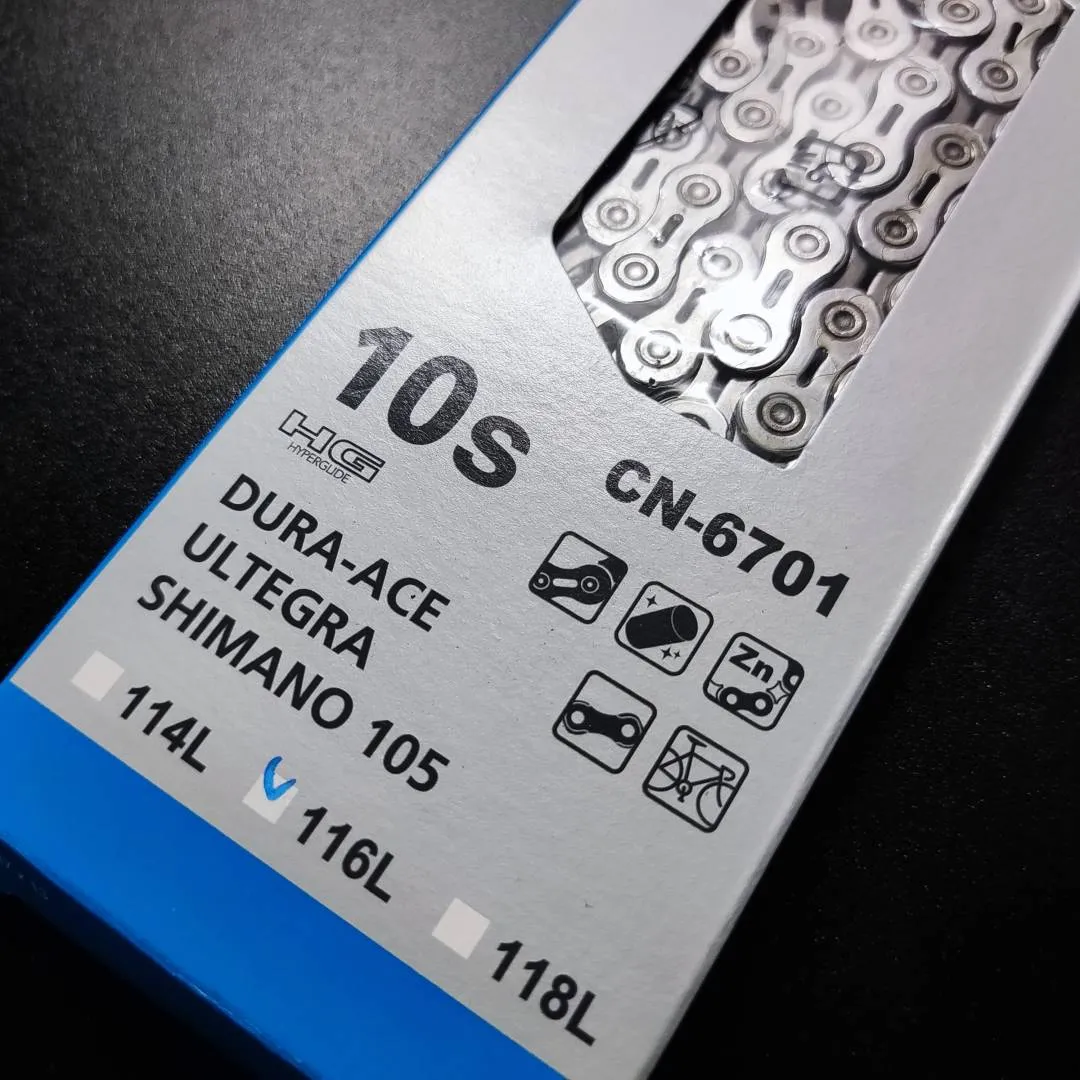 10s
HG
HYPERGLIDE
CN-6701
DURA-ACE
ULTEGRA
SHIMANO 105
Zn
114L
116L
118L